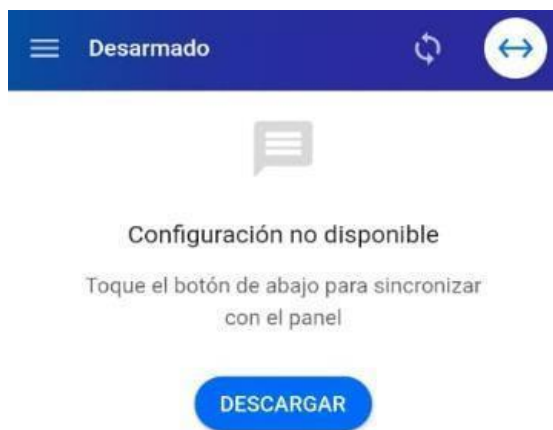 Desarmado
Configuración no disponible
Toque el botón de abajo para sincronizar
con el panel
DESCARGAR